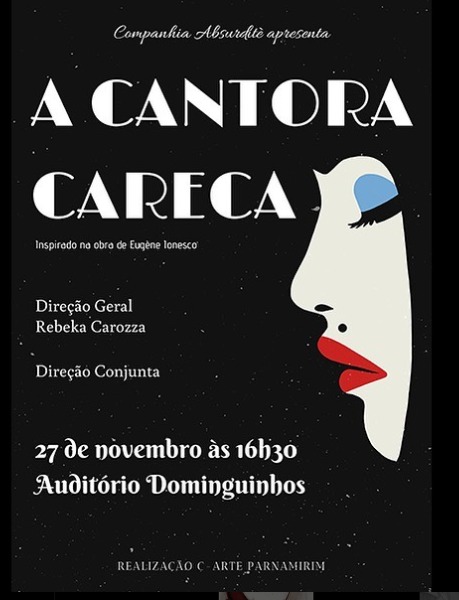 Companhia Absurditè apresenta
A CANTORA
CARECA
Inspirado na obra de Eugène Ionesco
Direção Geral
Rebeka Carozza
Direção Conjunta
27 de novembro às 16h30
Auditório Dominguinhos
REALIZAÇÃO C-ARTE PARNAMIRIM